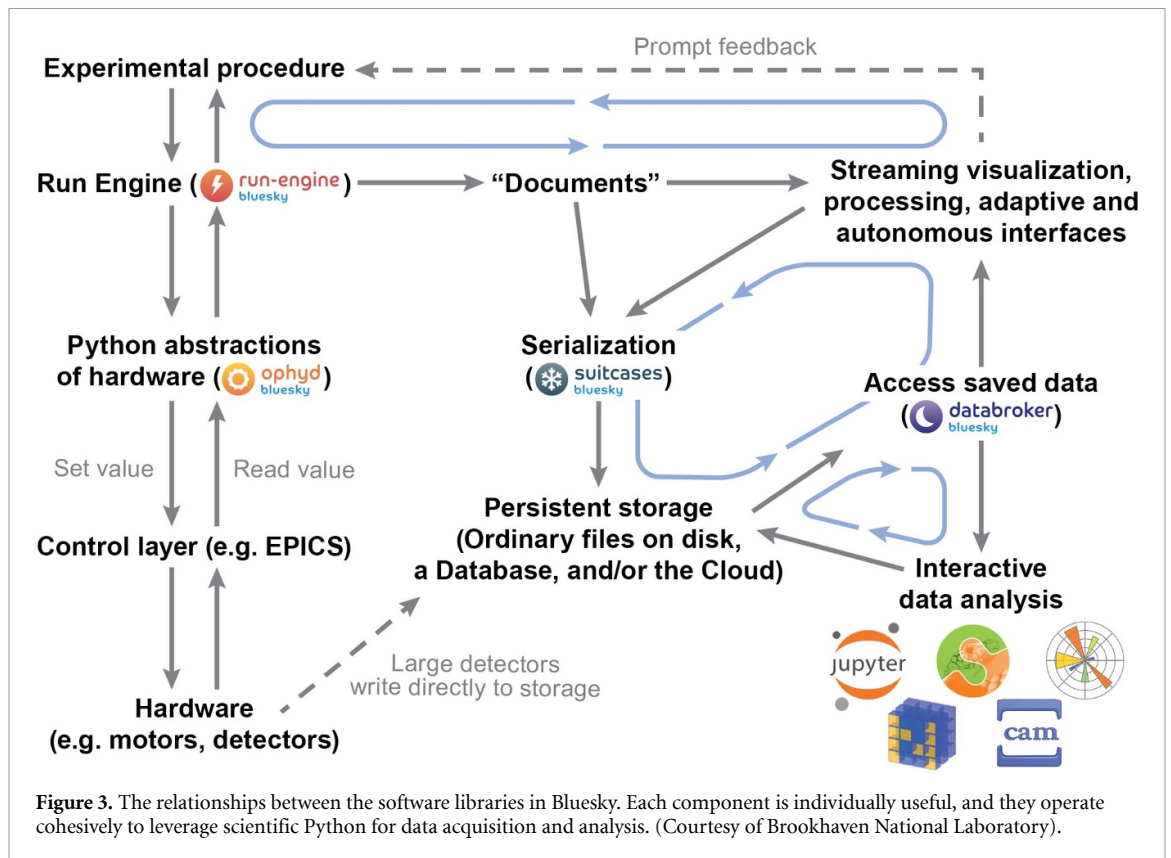 Prompt feedback
Experimental procedure
Run Engine ( run-engine bluesky )
“Documents”
Streaming visualization,
processing, adaptive and
autonomous interfaces
Python abstractions
of hardware ( ophyd bluesky )
Serialization
( suitcases bluesky )
Access saved data
( databroker bluesky )
Set value
Read value
Persistent storage
(Ordinary files on disk,
a Database, and/or the Cloud)
Control layer (e.g. EPICS)
Interactive
data analysis
Large detectors
write directly to storage
Hardware
(e.g. motors, detectors)
jupyter
cam
Figure 3. The relationships between the software libraries in Bluesky. Each component is individually useful, and they operate
cohesively to leverage scientific Python for data acquisition and analysis. (Courtesy of Brookhaven National Laboratory).